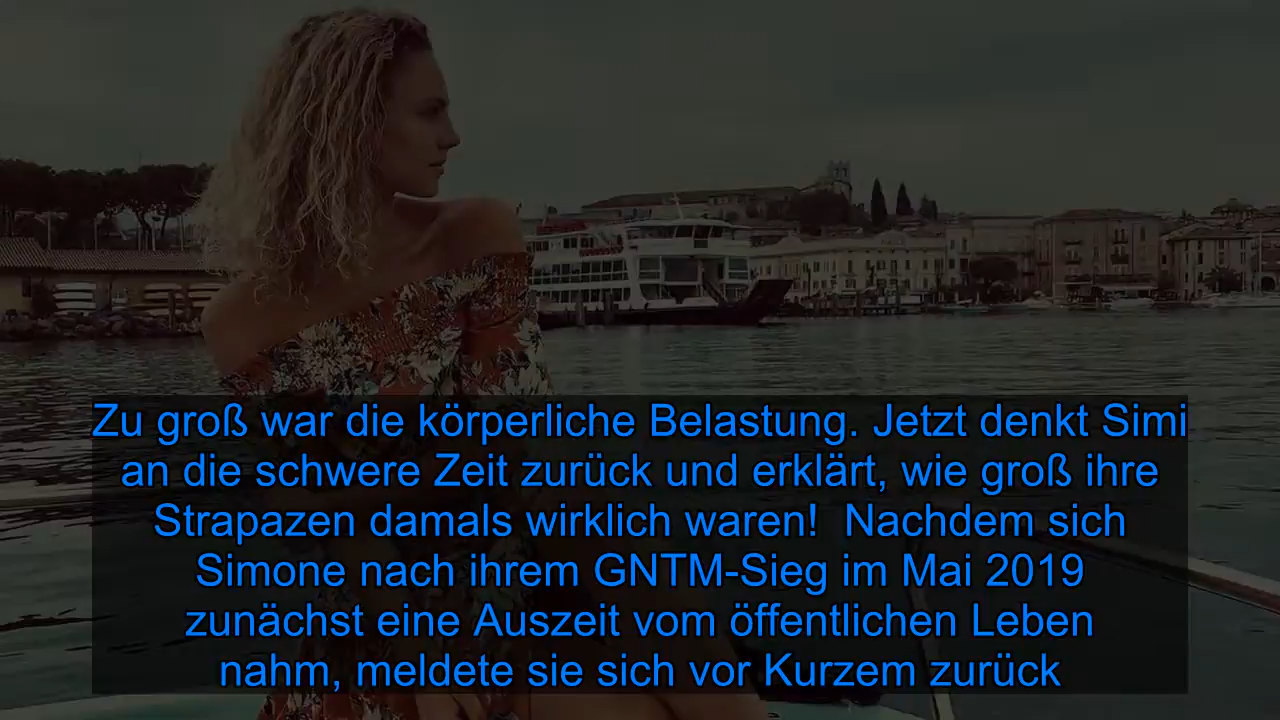 Zu groß war die körperliche Belastung. Jetzt denkt Simi
an die schwere Zeit zurück und erklärt, wie groß ihre
Strapazen damals wirklich waren!  Nachdem sich
Simone nach ihrem GNTM-Sieg im Mai 2019
zunächst eine Auszeit vom öffentlichen Leben
nahm, meldete sie sich vor Kurzem zurück